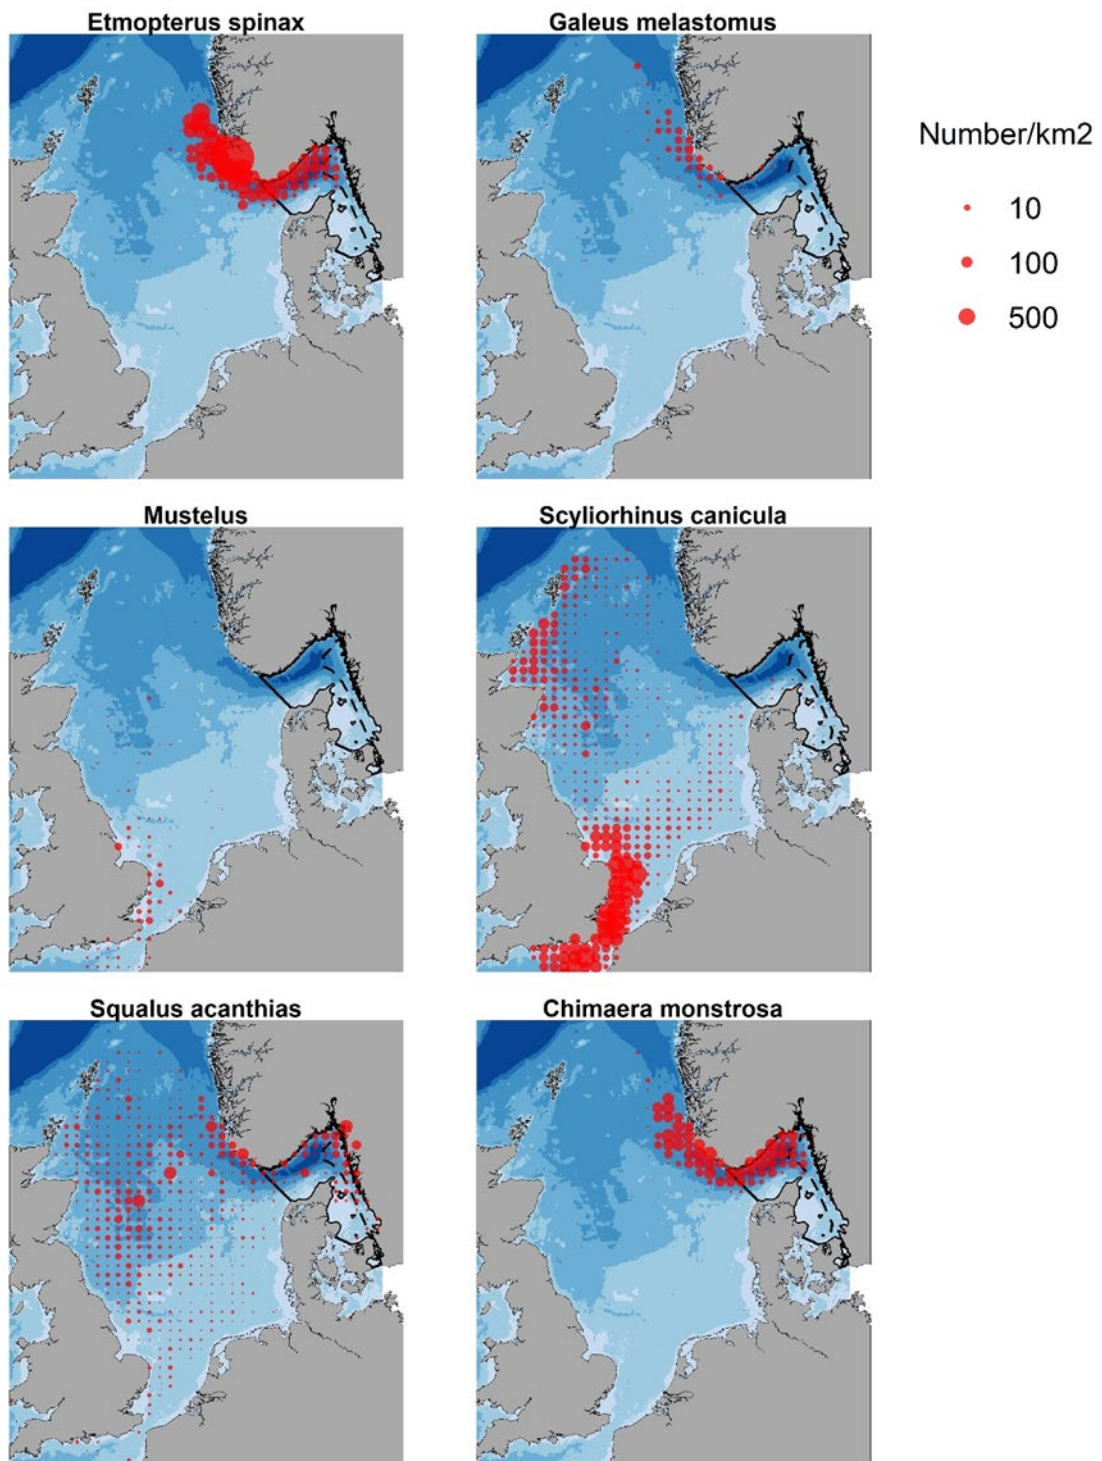 Etmopterus spinax
Galeus melastomus
Number/km2
10
100
500
Mustelus
Scyliorhinus canicula
Squalus acanthias
Chimaera monstrosa